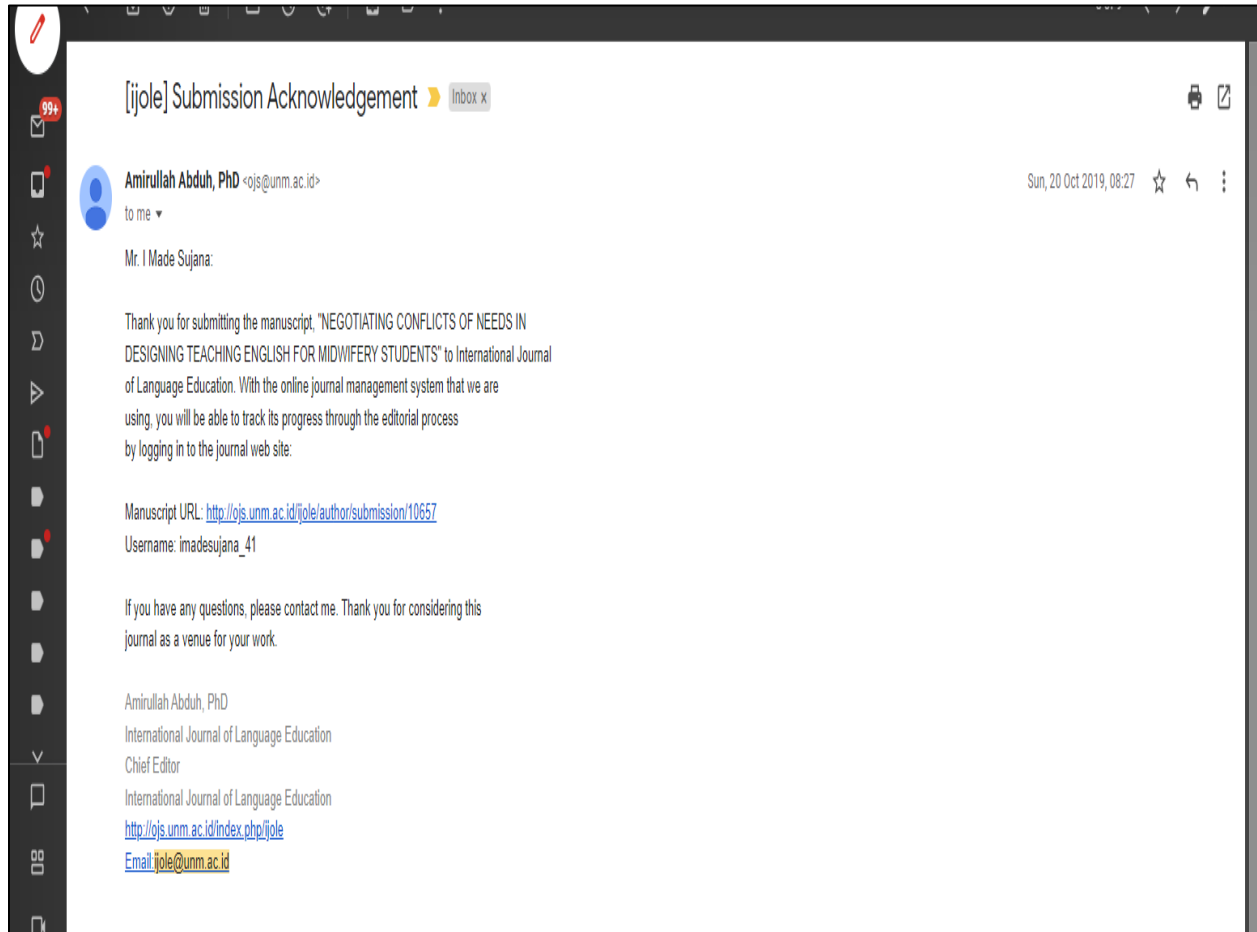 [ijole] Submission Acknowledgement Inbox x
99+
Amirullah Abduh, PhD <ojs@unm.ac.id> Sun, 20 Oct 2019, 08:27
to me
Mr. I Made Sujana:
Thank you for submitting the manuscript, "NEGOTIATING CONFLICTS OF NEEDS IN
DESIGNING TEACHING ENGLISH FOR MIDWIFERY STUDENTS" to International Journal
of Language Education. With the online journal management system that we are
using, you will be able to track its progress through the editorial process
by logging in to the journal web site:
Manuscript URL: http://ojs.unm.ac.id/ijole/author/submission/10657
Username: imadesujana_41
If you have any questions, please contact me. Thank you for considering this
journal as a venue for your work.
Amirullah Abduh, PhD
International Journal of Language Education
Chief Editor
International Journal of Language Education
http://ojs.unm.ac.id/index.php/ijole
Email:ijole@unm.ac.id